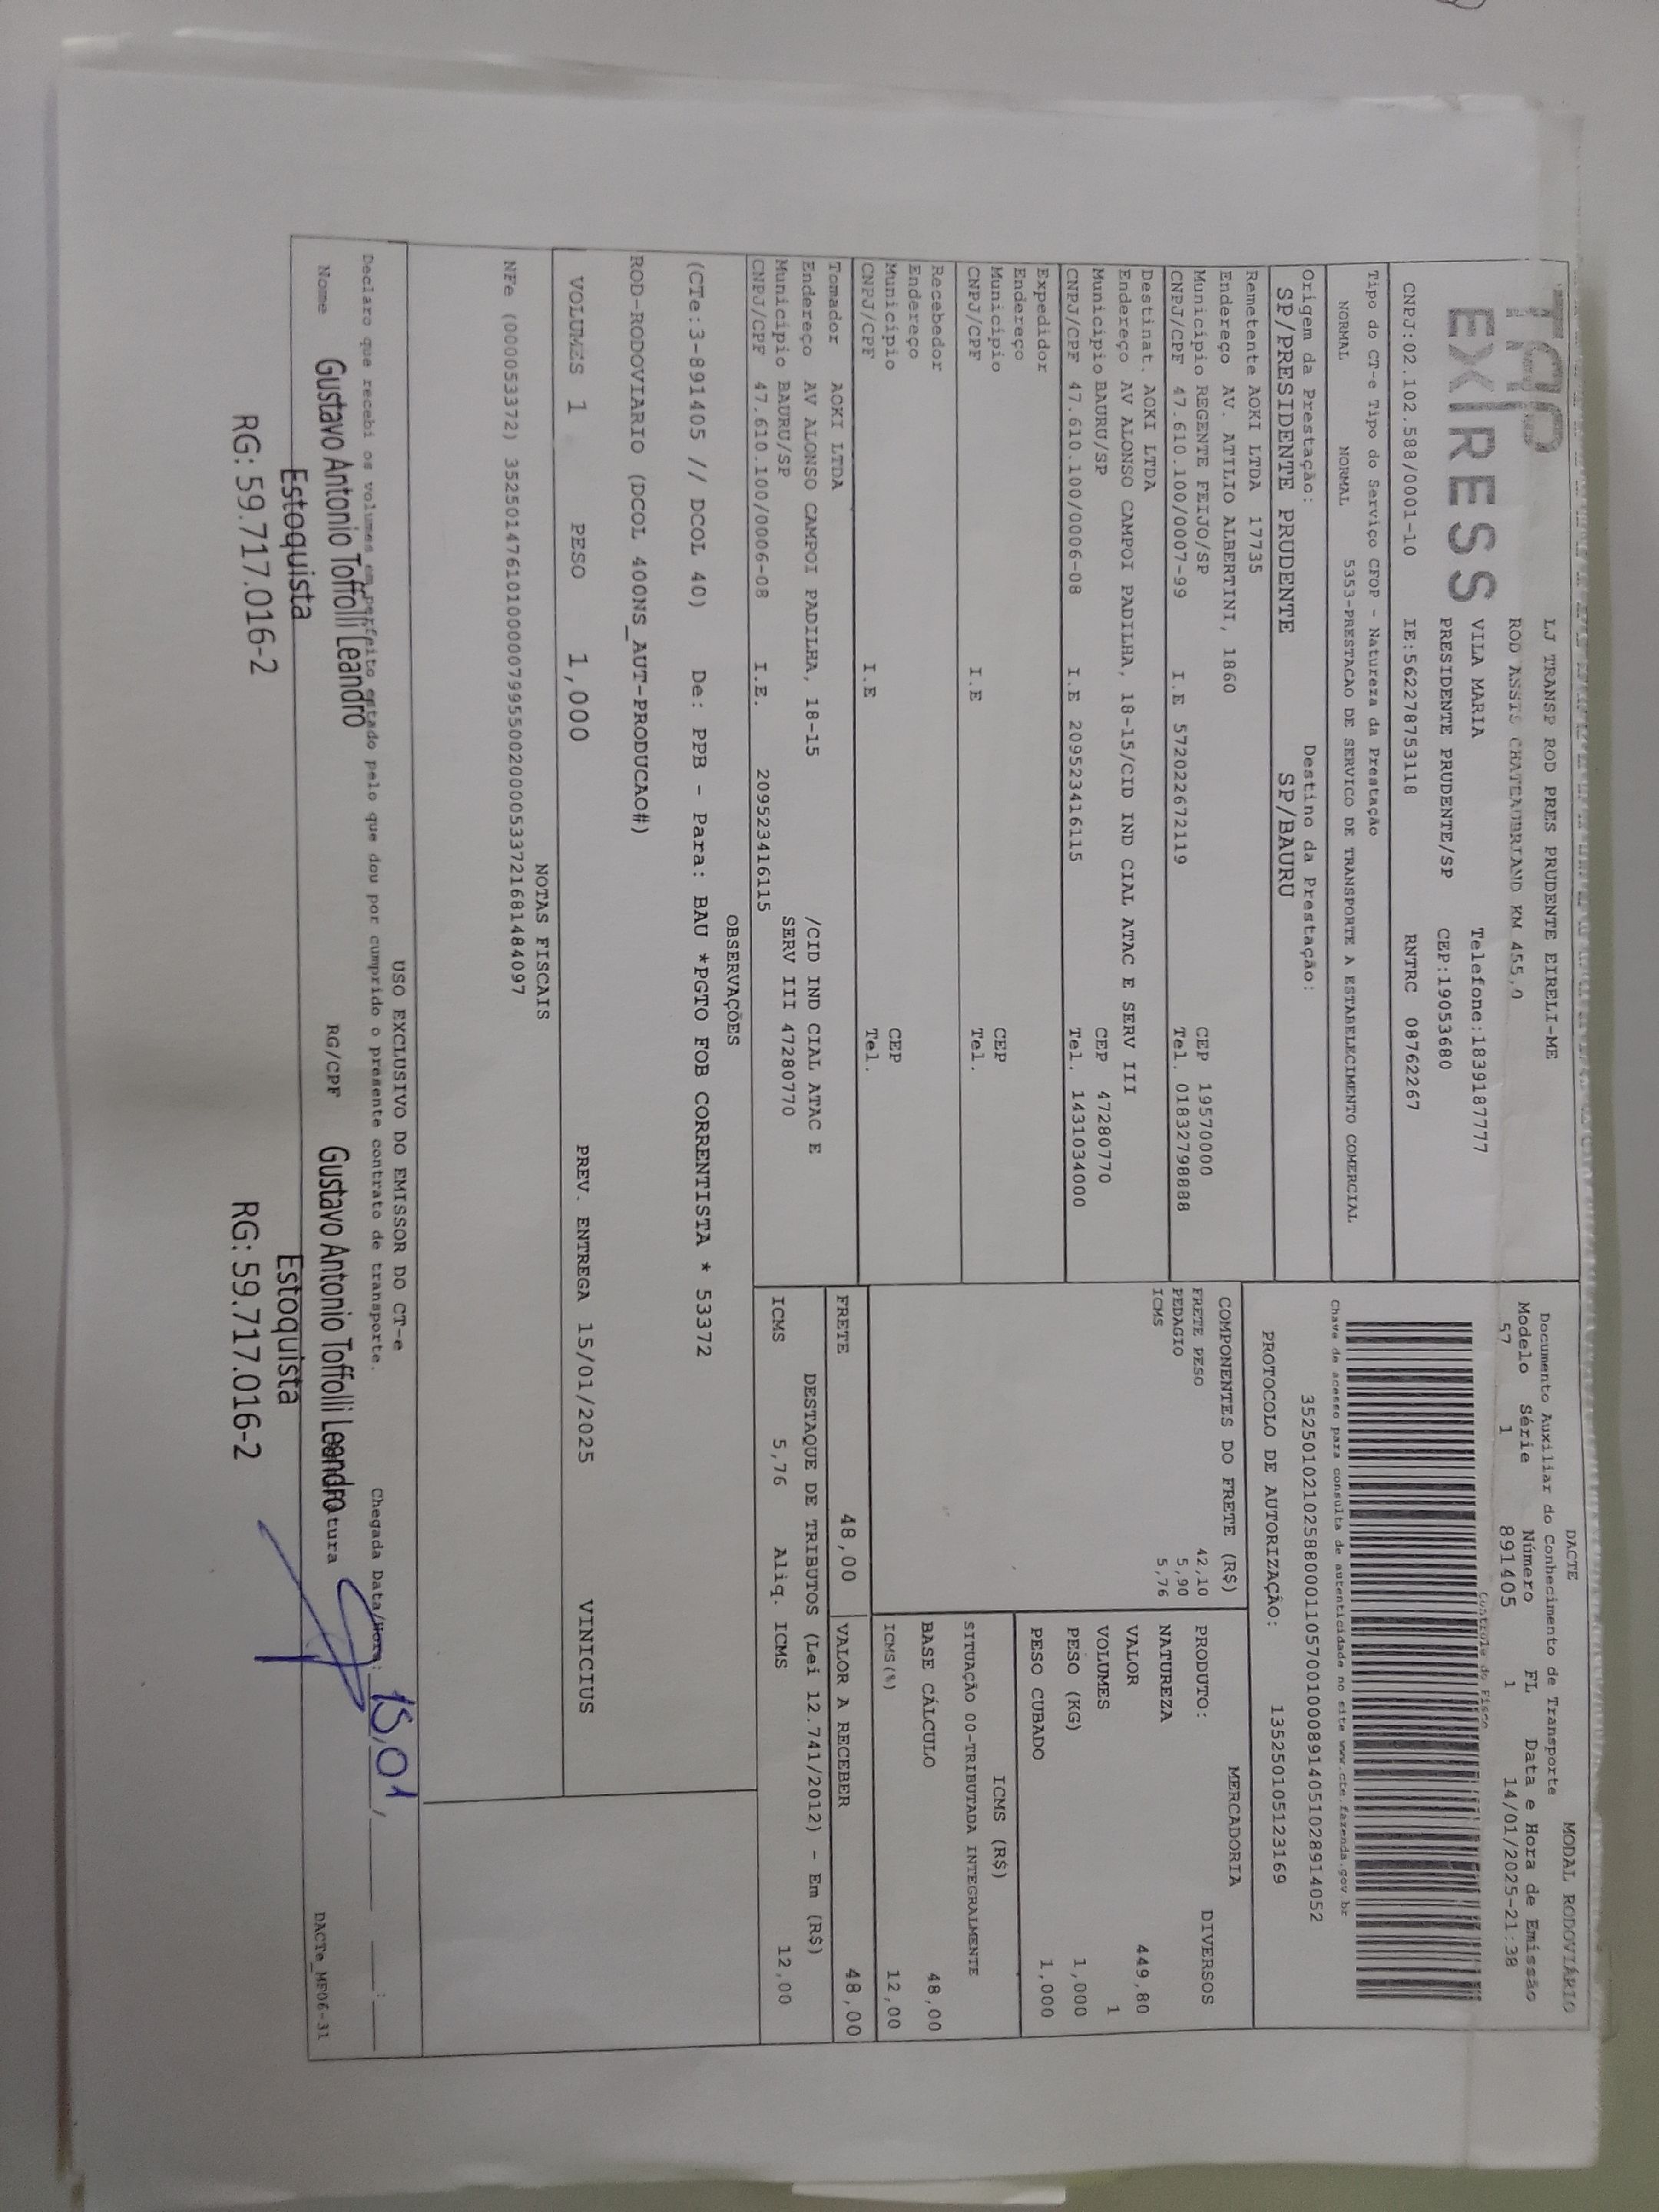 TPP
EXPRESS
LJ TRANSP ROD PRES PRUDENTE EIRELI-ME
ROD ASSIS CHATEAUBRIAND KM 455,0
VILA MARIA Telefone:1839187777
PRESIDENTE PRUDENTE/SP CEP:19053680
CNPJ:02.102.588/0001-10 IE:562278753118 RNTRC 08762267
Tipo do CT-e Tipo do Serviço CFOP - Natureza da Prestação
NORMAL NORMAL 5353-PRESTACAO DE SERVICO DE TRANSPORTE A ESTABELECIMENTO COMERCIAL
Origem da Prestação: Destino da Prestação:
SP/PRESIDENTE PRUDENTE SP/BAURU
Remetente AOKI LTDA 17735
Endereço AV. ATILIO ALBERTINI, 1860
Município REGENTE FEIJO/SP CEP 19570000
CNPJ/CPF 47.610.100/0007-99 I.E 572022672119 Tel. 01832798888
Destinat. AOKI LTDA
Endereço AV ALONSO CAMPOI PADILHA, 18-15/CID IND CIAL ATAC E SERV III
Município BAURU/SP CEP 47280770
CNPJ/CPF 47.610.100/0006-08 I.E 209523416115 Tel. 1431034000
Expedidor
Endereço
Município CEP
CNPJ/CPF I.E Tel.
Recebedor
Endereço
Município CEP
CNPJ/CPF I.E Tel.
Tomador AOKI LTDA
Endereço AV ALONSO CAMPOI PADILHA, 18-15 /CID IND CIAL ATAC E
Município BAURU/SP SERV III 47280770
CNPJ/CPF 47.610.100/0006-08 I.E. 209523416115
DACTE MODAL RODOVIÁRIO
Documento Auxiliar do Conhecimento de Transporte
Modelo Série Número FL Data e Hora de Emissão
57 1 891405 1 14/01/2025-21:38
Controle do Fisco
Chave de acesso para consulta de autenticidade no site www.cte.fazenda.gov.br
35250102102588000110570010008914051028914052
PROTOCOLO DE AUTORIZAÇÃO: 135250105123169
COMPONENTES DO FRETE (R$)
FRETE PESO 42,10
PEDAGIO 5,90
ICMS 5,76
MERCADORIA
PRODUTO: DIVERSOS
NATUREZA
VALOR 449,80
VOLUMES 1
PESO (KG) 1,000
PESO CUBADO 1,000
ICMS (R$)
SITUAÇÃO 00-TRIBUTADA INTEGRALMENTE
BASE CÁLCULO 48,00
ICMS(%) 12,00
FRETE 48,00 VALOR A RECEBER 48,00
DESTAQUE DE TRIBUTOS (Lei 12.741/2012) - Em (R$)
ICMS 5,76 Aliq. ICMS 12,00
OBSERVAÇÕES
(CTe:3-891405 // DCOL 40) De: PPB - Para: BAU *PGTO FOB CORRENTISTA * 53372
ROD-RODOVIARIO (DCOL 400NS_AUT-PRODUCAO#)
VOLUMES 1 PESO 1,000 PREV. ENTREGA 15/01/2025 VINICIUS
NOTAS FISCAIS
NFe (000053372) 35250147610100000799550020000533721681484097
USO EXCLUSIVO DO EMISSOR DO CT-e
Declaro que recebi os volumes em perfeito estado pelo que dou por cumprido o presente contrato de transporte. Chegada Data/Hora: 15/01/ :
Nome Gustavo Antonio Toffolli Leandro RG/CPF Gustavo Antonio Toffolli Leandro tura DACTe_MP06-31
Estoquista Estoquista
RG: 59.717.016-2 RG: 59.717.016-2